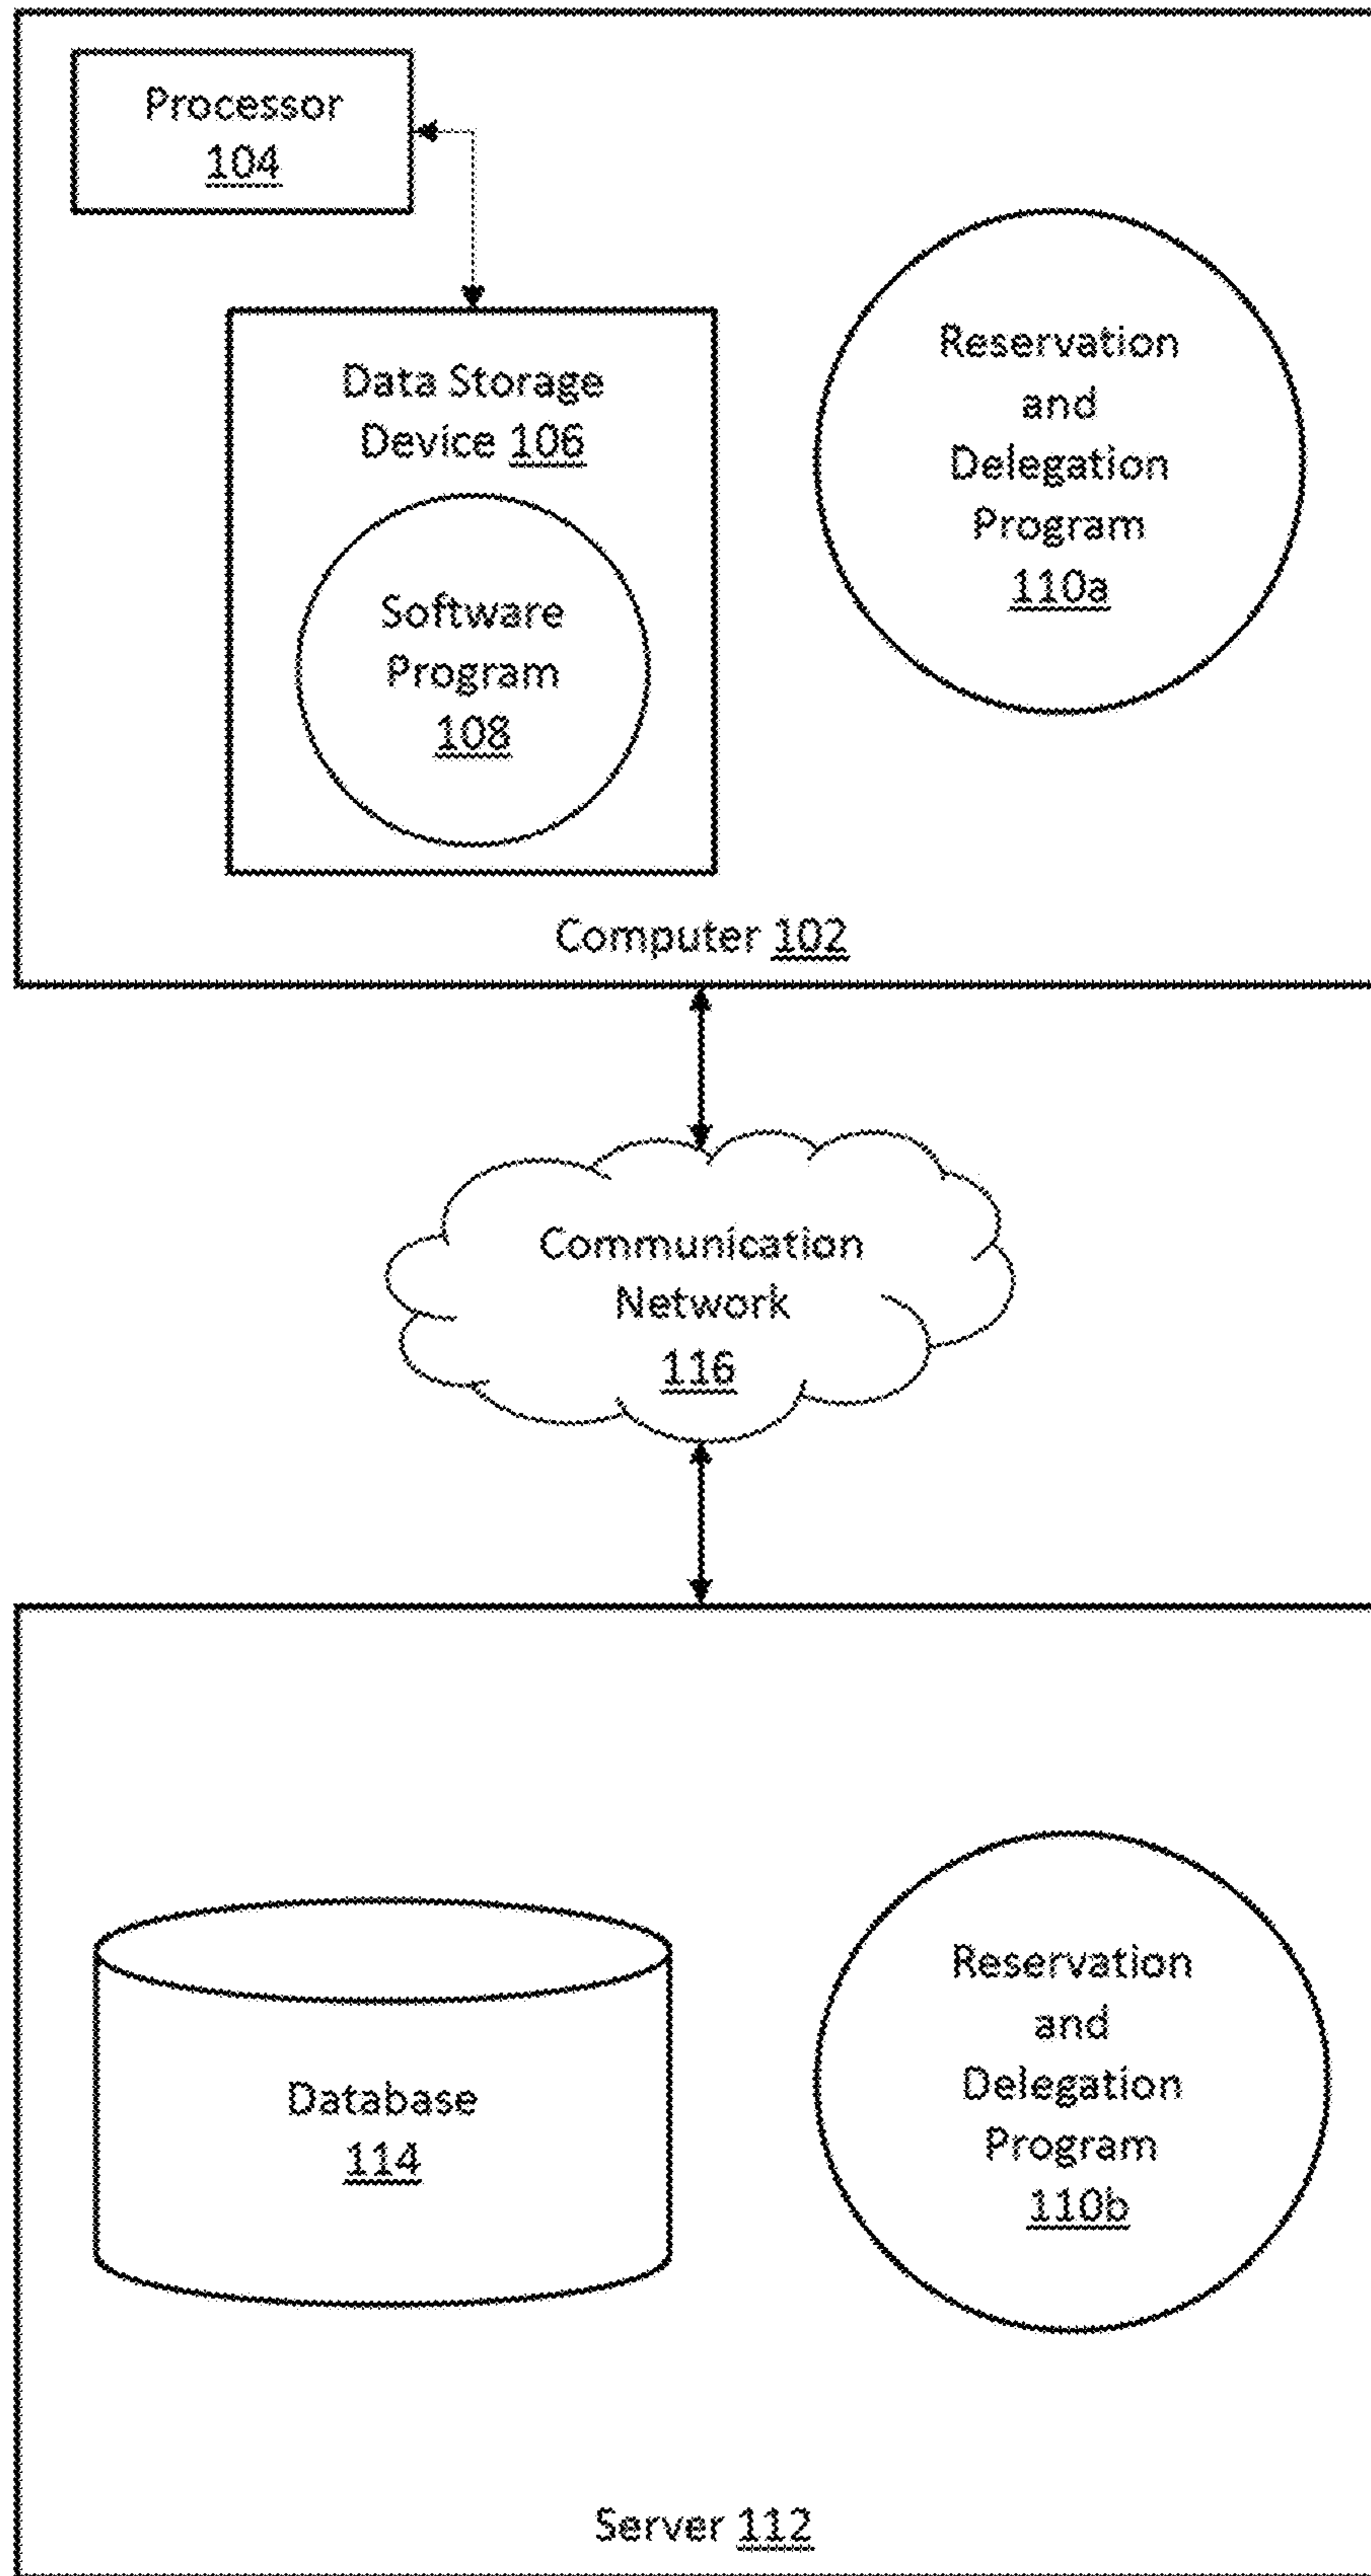 Processor
104
Data Storage
Device 106
Software
Program
108
Reservation
and
Delegation
Program
110a
Computer 102
Communication
Network
116
Database
114
Reservation
and
Delegation
Program
110b
Server 112